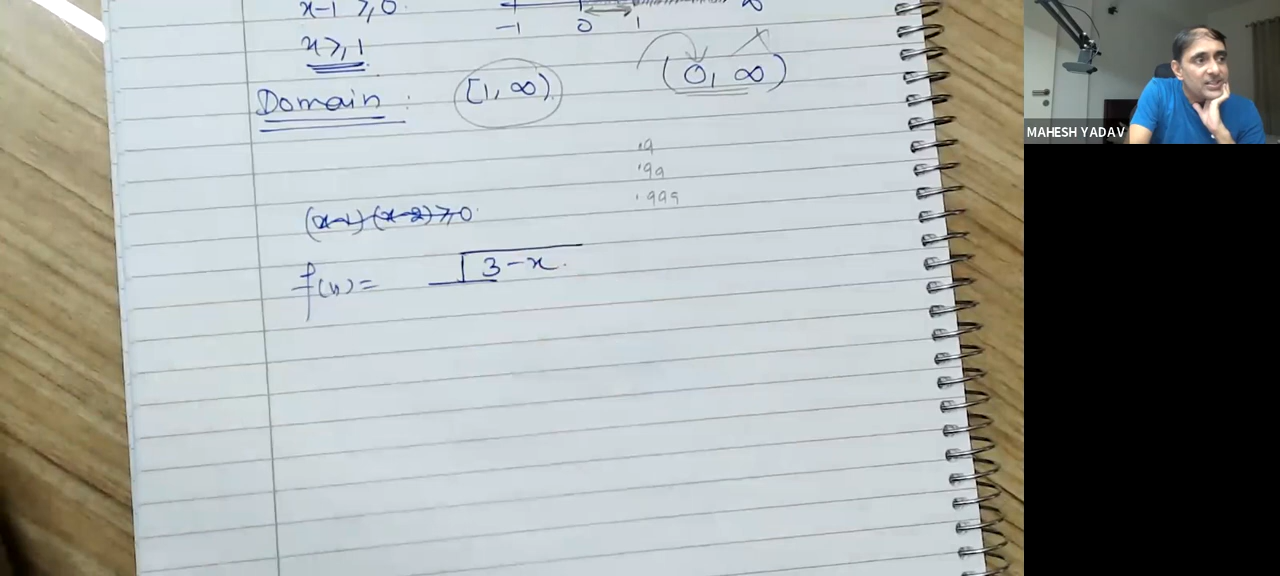 x-1 ≥ 0
-1 0 1 ∞
x ≥ 1
(0, ∞)
Domain : [1, ∞)
MAHESH YADAV
.9
.99
.999
(x-1)(x-2) ≥ 0
f(x) = √3-x